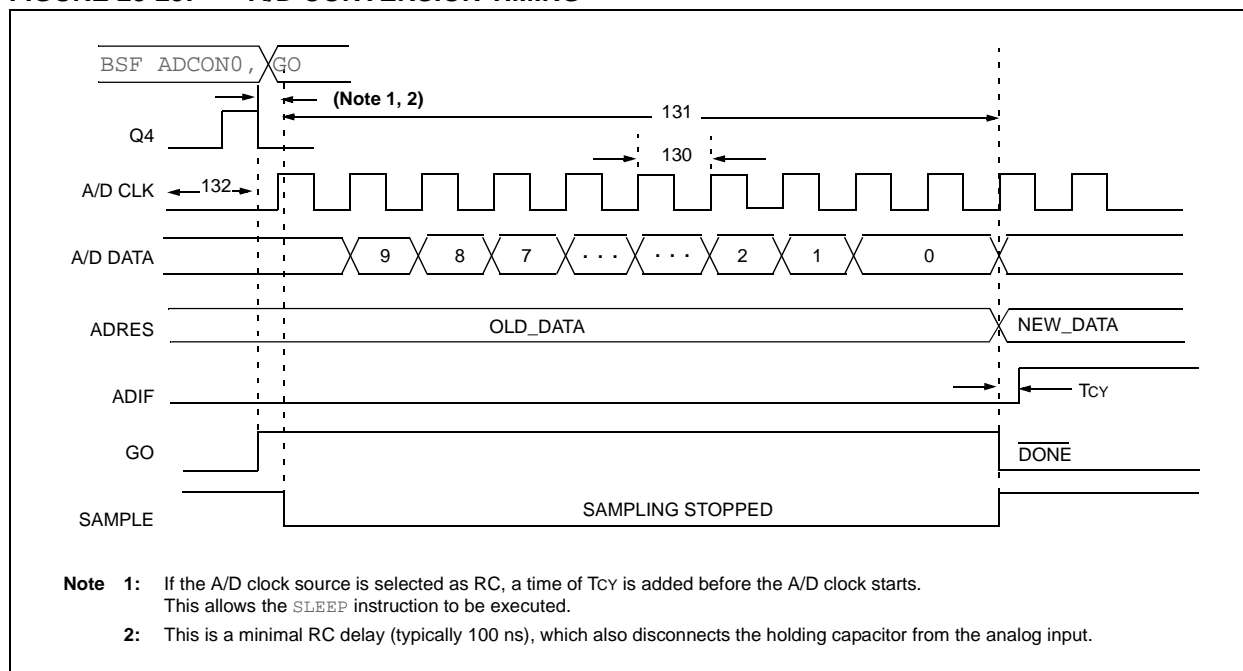 BSF ADCON0, GO
(Note 1, 2)
131
Q4
130
A/D CLK
132
A/D DATA
9 8 7 . . . . . . 2 1 0
ADRES
OLD_DATA
NEW_DATA
ADIF
TCY
GO
DONE
SAMPLE
SAMPLING STOPPED
Note 1: If the A/D clock source is selected as RC, a time of TCY is added before the A/D clock starts.
This allows the SLEEP instruction to be executed.
2: This is a minimal RC delay (typically 100 ns), which also disconnects the holding capacitor from the analog input.